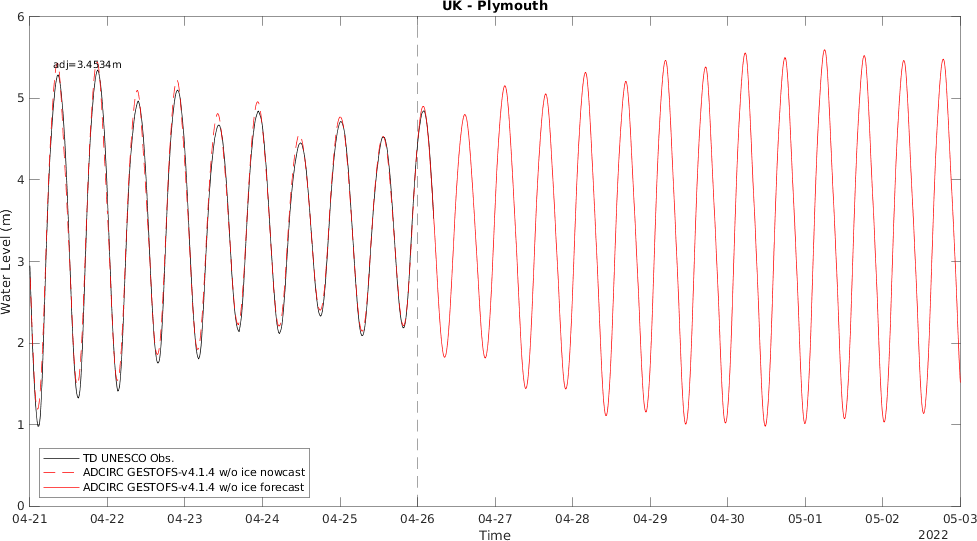 UK - Plymouth
6
adj=3.4534m
5
4
3
2
1
0
Water Level (m)
TD UNESCO Obs.
ADCIRC GESTOFS-v4.1.4 w/o ice nowcast
ADCIRC GESTOFS-v4.1.4 w/o ice forecast
04-21 04-22 04-23 04-24 04-25 04-26 04-27 04-28 04-29 04-30 05-01 05-02 05-03
Time
2022